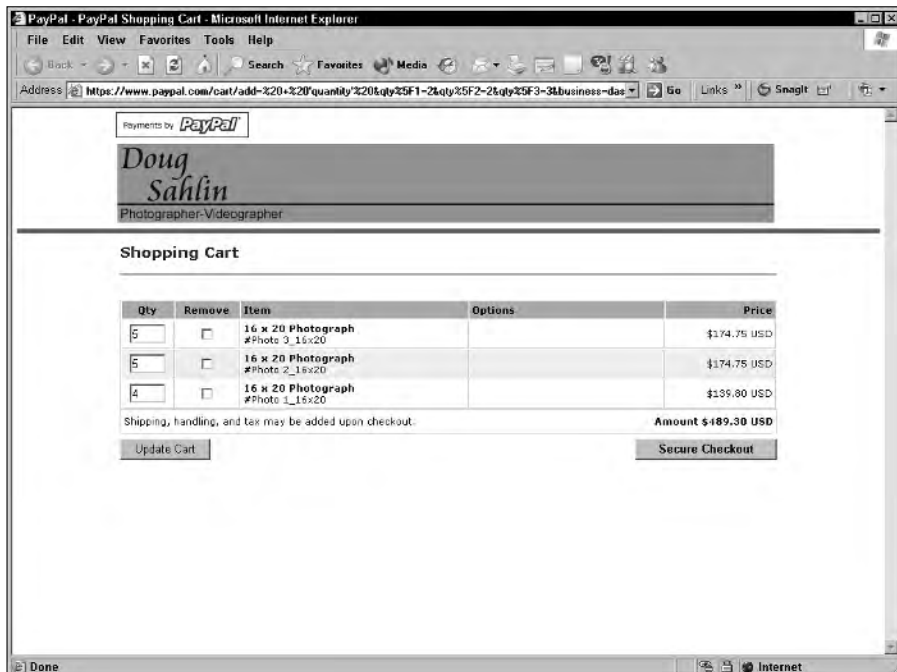 PayPal - PayPal Shopping Cart - Microsoft Internet Explorer
File Edit View Favorites Tools Help
Back Search Favorites Media
Address https://www.paypal.com/cart/add=%20+%20'quantity'%20&qty%5F1=2&qty%5F2=2&qty%5F3=3&business=das Go Links » SnagIt
Payments by PayPal
Doug
Sahlin
Photographer-Videographer
Shopping Cart
Qty Remove Item Options Price
5 16 x 20 Photograph $174.75 USD
#Photo 3_16x20
5 16 x 20 Photograph $174.75 USD
#Photo 2_16x20
4 16 x 20 Photograph $139.80 USD
#Photo 1_16x20
Shipping, handling, and tax may be added upon checkout Amount $489.30 USD
Update Cart Secure Checkout
Done Internet